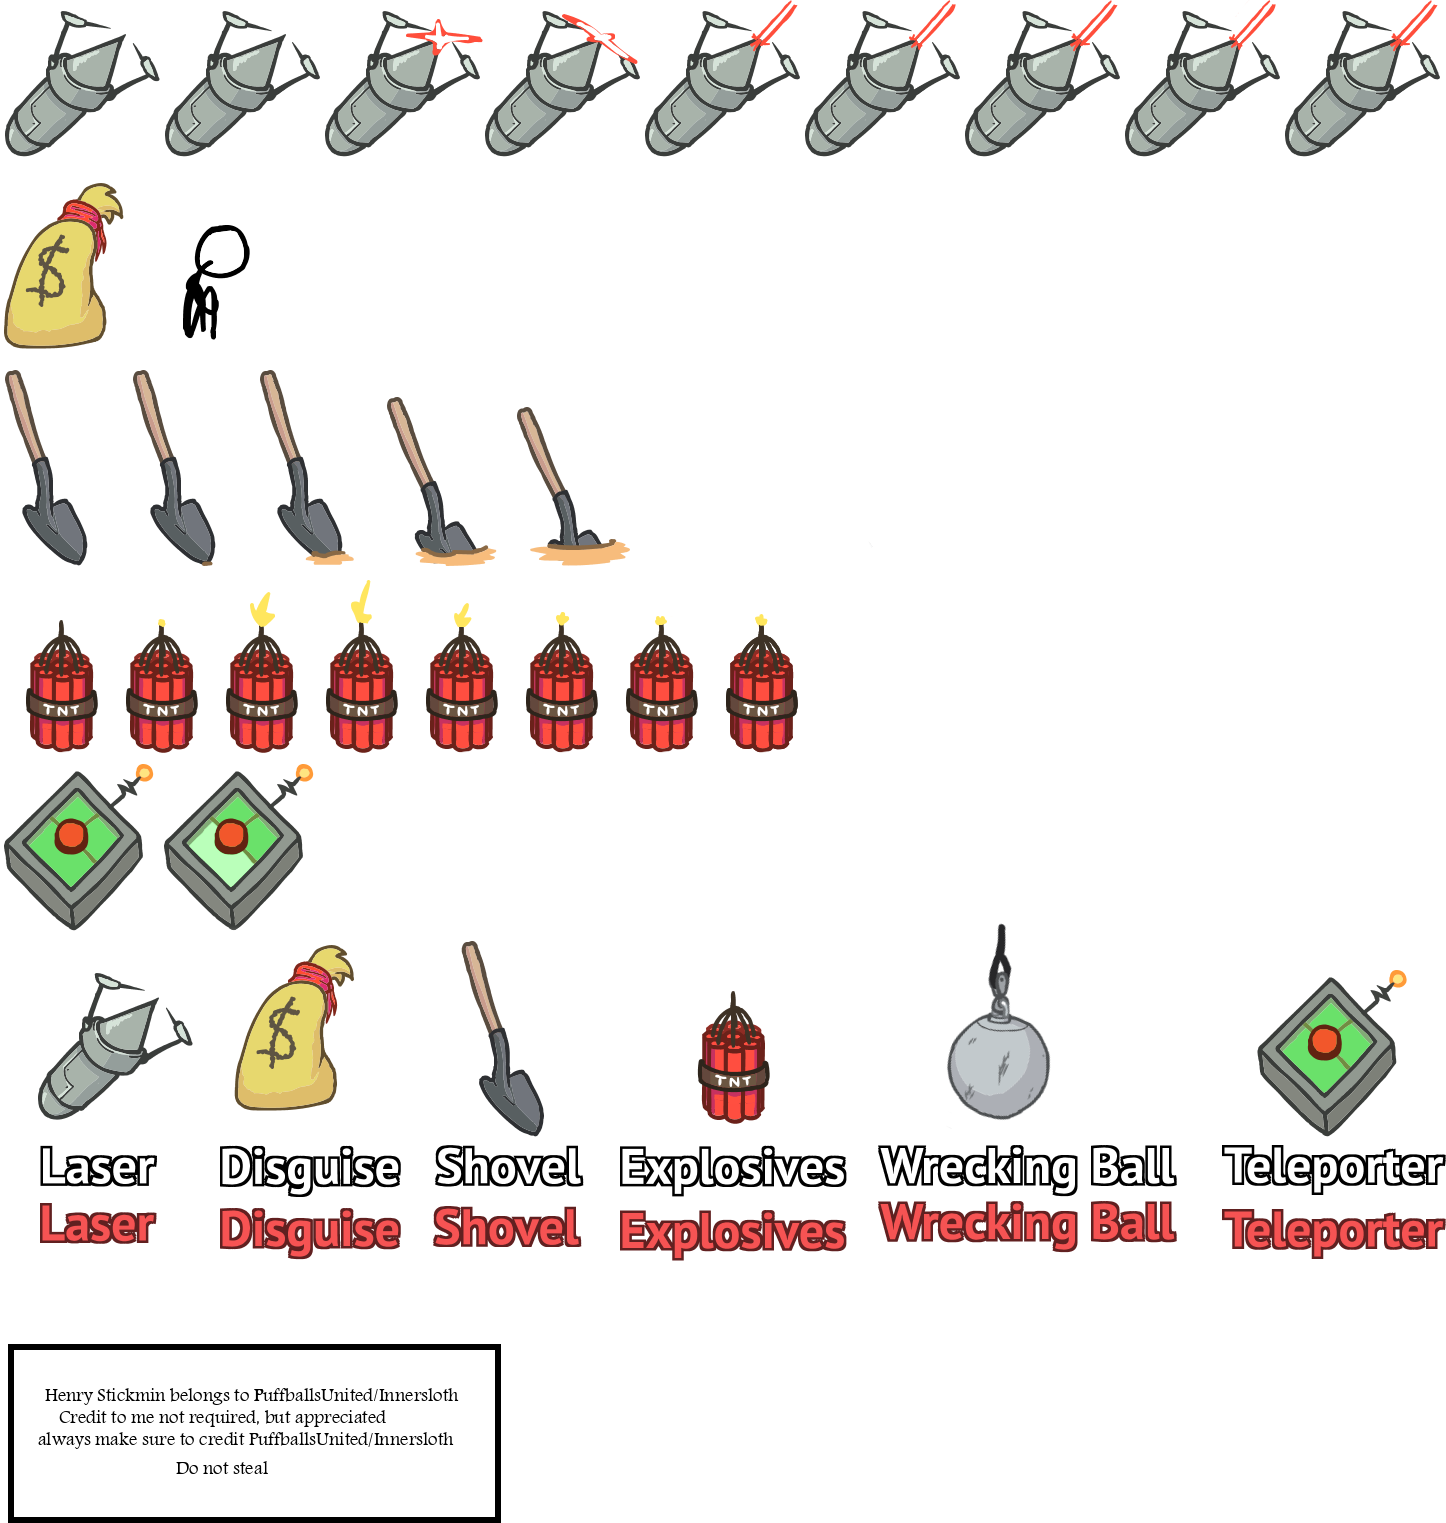 $
TNT TNT TNT TNT TNT TNT TNT TNT
$
TNT
Laser Disguise Shovel Explosives Wrecking Ball Teleporter
Laser Disguise Shovel Explosives Wrecking Ball Teleporter
Henry Stickmin belongs to PuffballsUnited/Innersloth
Credit to me not required, but appreciated
always make sure to credit PuffballsUnited/Innersloth
Do not steal